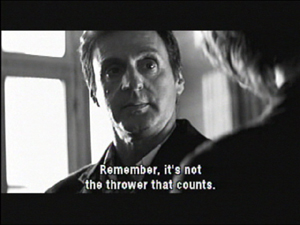 Remember, it's not
the thrower that counts.